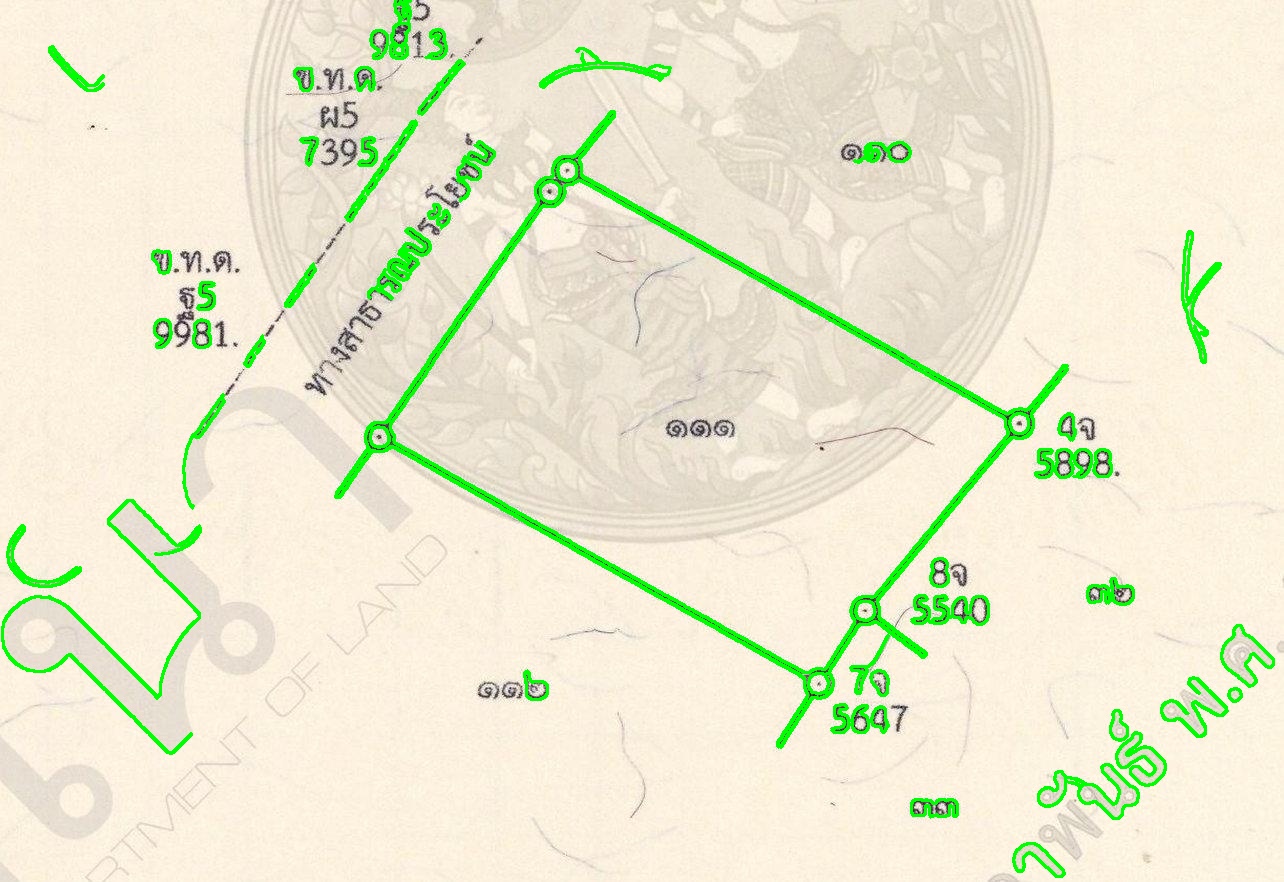 ฐ5
9813.
ข.ท.ด.
ผ5
7395
ทางสาธารณประโยชน์
๑๑๐
ข.ท.ด.
ฐ5
9981.
๑๑๑
4จ
5898.
8จ
5540
๓๒
7จ
5647
๑๑๒
๓๓
RTMENT OF LAND
พันธ์ พ.ศ.